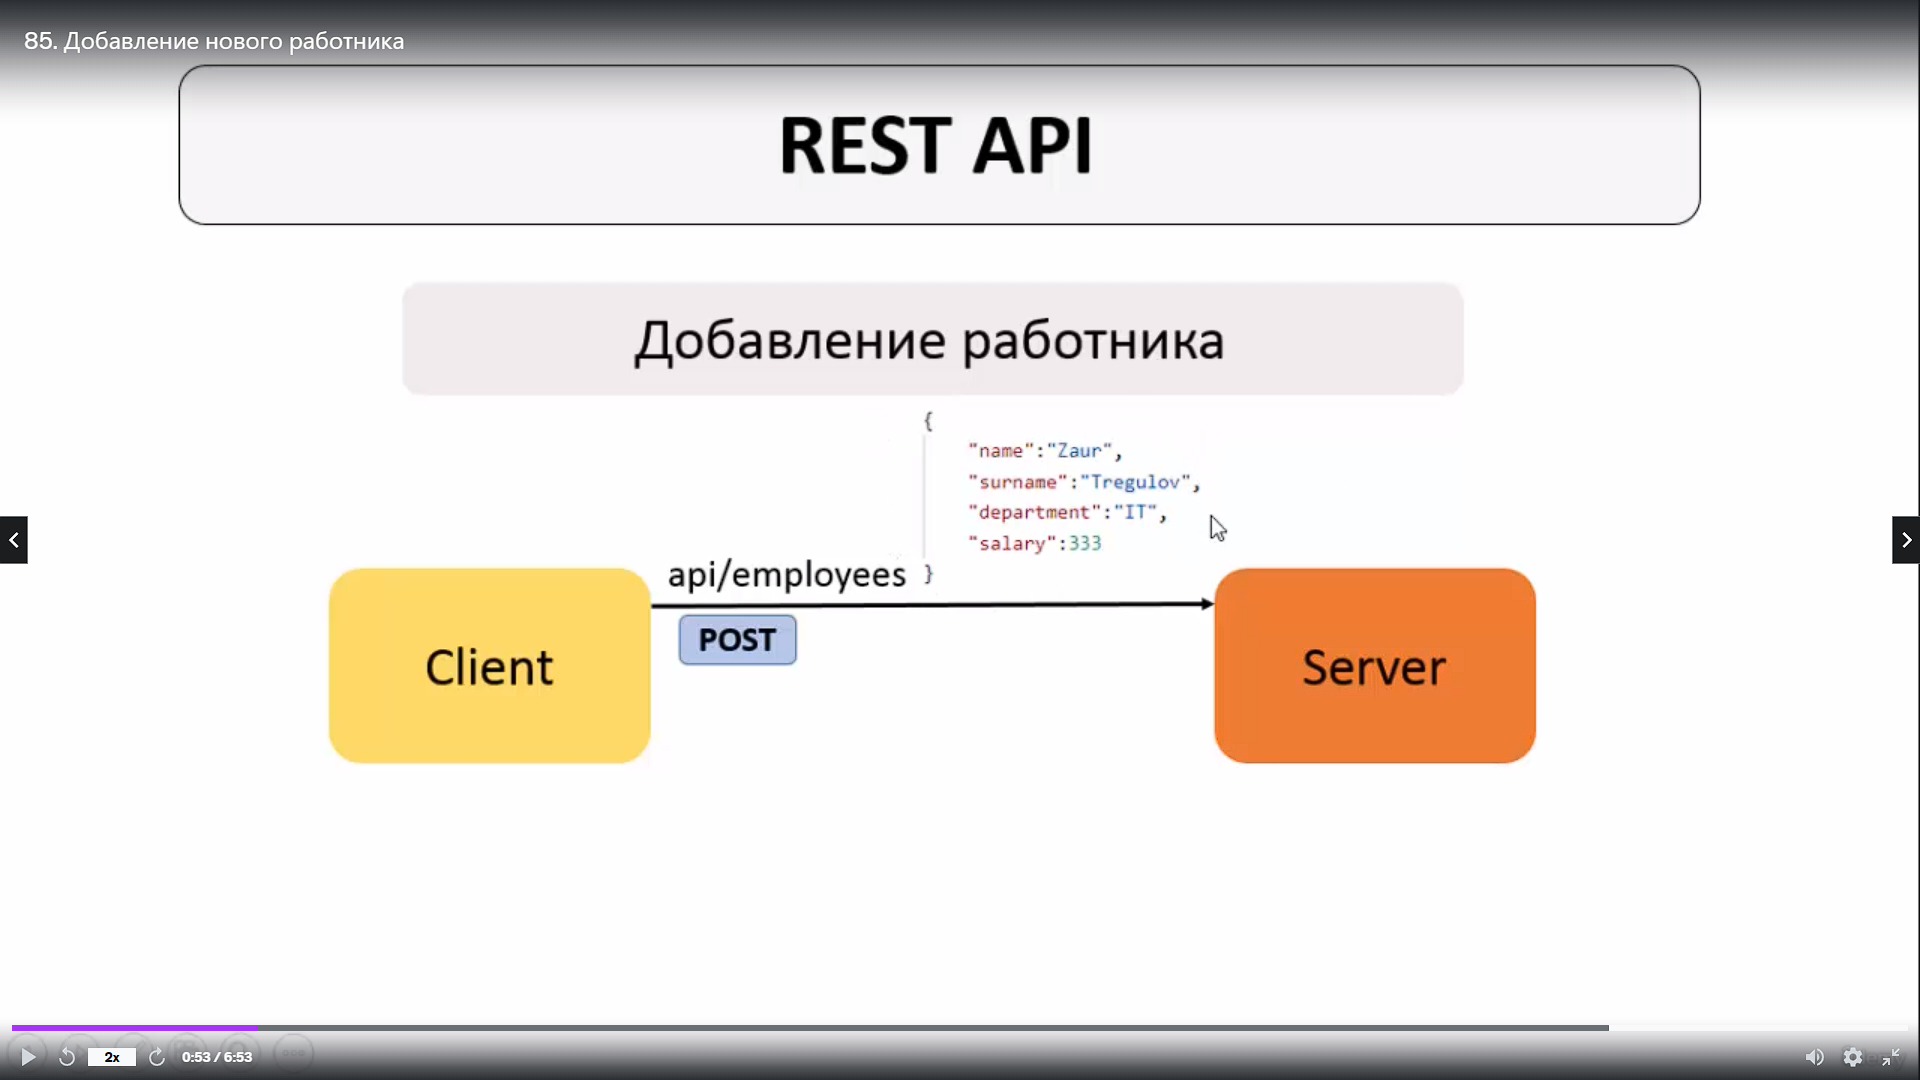 85. Добавление нового работника
REST API
Добавление работника
{
"name":"Zaur",
"surname":"Tregulov",
"department":"IT",
"salary":333
}
api/employees
POST
Client
Server
2x
0:53 / 6:53